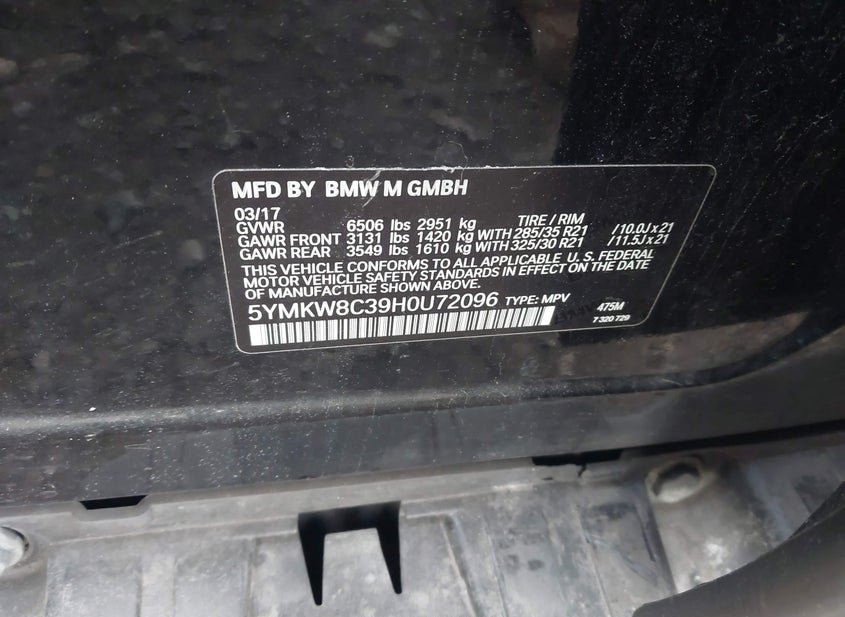 MFD BY BMW M GMBH
03/17 TIRE / RIM
GVWR 6506 lbs 2951 kg
GAWR FRONT 3131 lbs 1420 kg WITH 285/35 R21 /10.0J x 21
GAWR REAR 3549 lbs 1610 kg WITH 325/30 R21 /11.5J x 21
THIS VEHICLE CONFORMS TO ALL APPLICABLE U. S. FEDERAL
MOTOR VEHICLE SAFETY STANDARDS IN EFFECT ON THE DATE
OF MANUFACTURE SHOWN ABOVE.
5YMKW8C39H0U72096 TYPE: MPV 475M
7 320 729